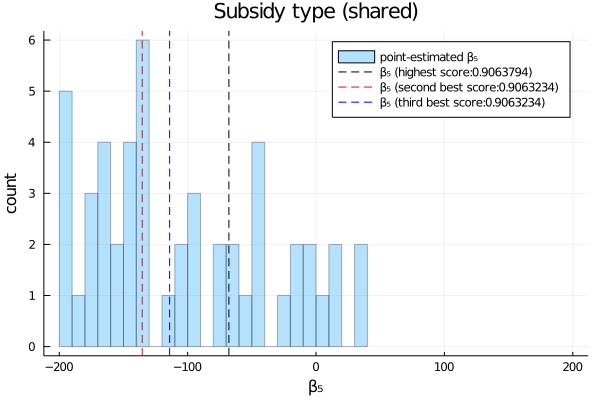 Subsidy type (shared)
point-estimated β₅
β₅ (highest score:0.9063794)
β₅ (second best score:0.9063234)
β₅ (third best score:0.9063234)
count
6
5
4
3
2
1
0
−200
−100
0
100
200
β₅